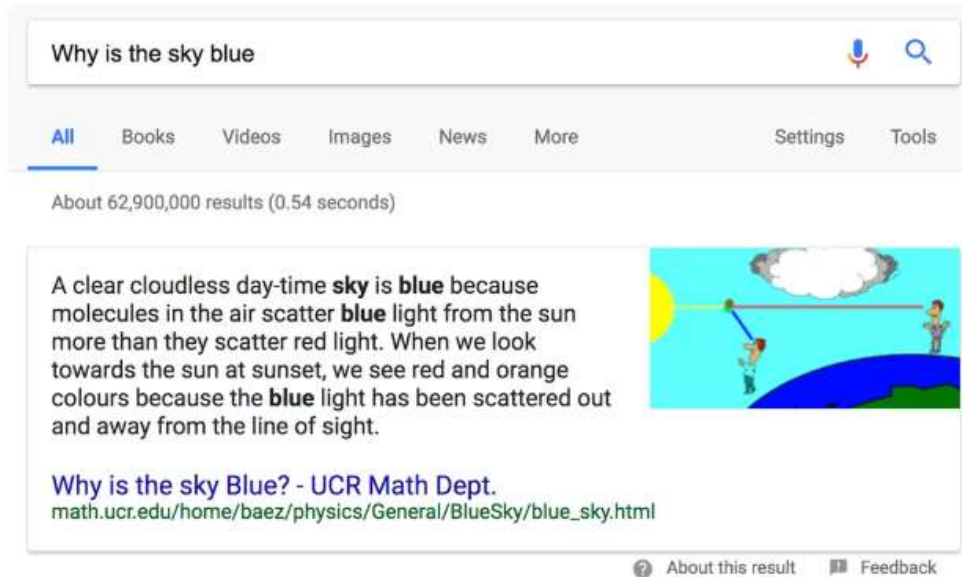 Why is the sky blue
All Books Videos Images News More Settings Tools
About 62,900,000 results (0.54 seconds)
A clear cloudless day-time sky is blue because
molecules in the air scatter blue light from the sun
more than they scatter red light. When we look
towards the sun at sunset, we see red and orange
colours because the blue light has been scattered out
and away from the line of sight.
Why is the sky Blue? - UCR Math Dept.
math.ucr.edu/home/baez/physics/General/BlueSky/blue_sky.html
About this result Feedback